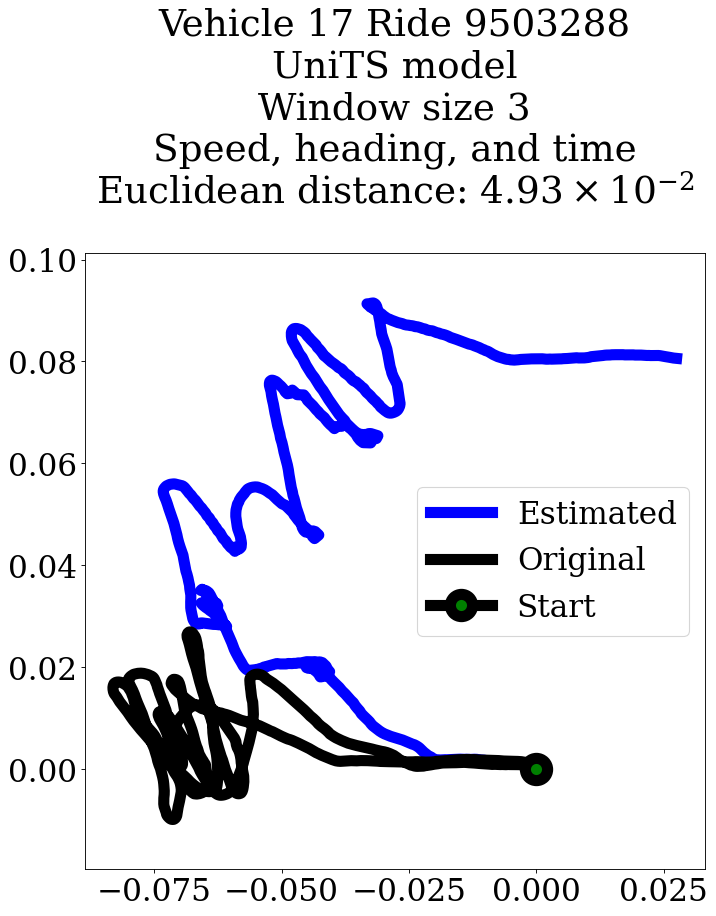 Vehicle 17 Ride 9503288
UniTS model
Window size 3
Speed, heading, and time
Euclidean distance: 4.93 × 10⁻²
0.10
0.08
0.06
0.04
0.02
0.00
Estimated
Original
Start
−0.075 −0.050 −0.025 0.000 0.025